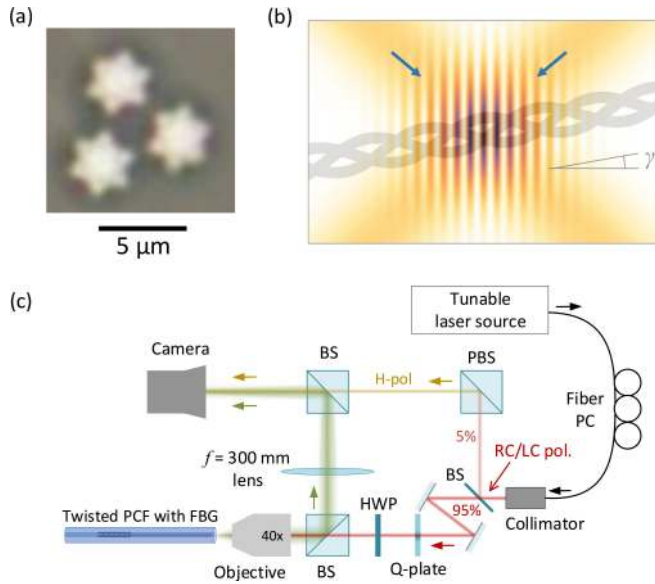 (a)
5 μm
(b)
γ
(c)
Tunable
laser source
Camera
BS
PBS
H-pol
Fiber
PC
5%
RC/LC pol.
f = 300 mm
lens
BS
HWP
95%
Twisted PCF with FBG
40x
Collimator
Objective
BS
Q-plate